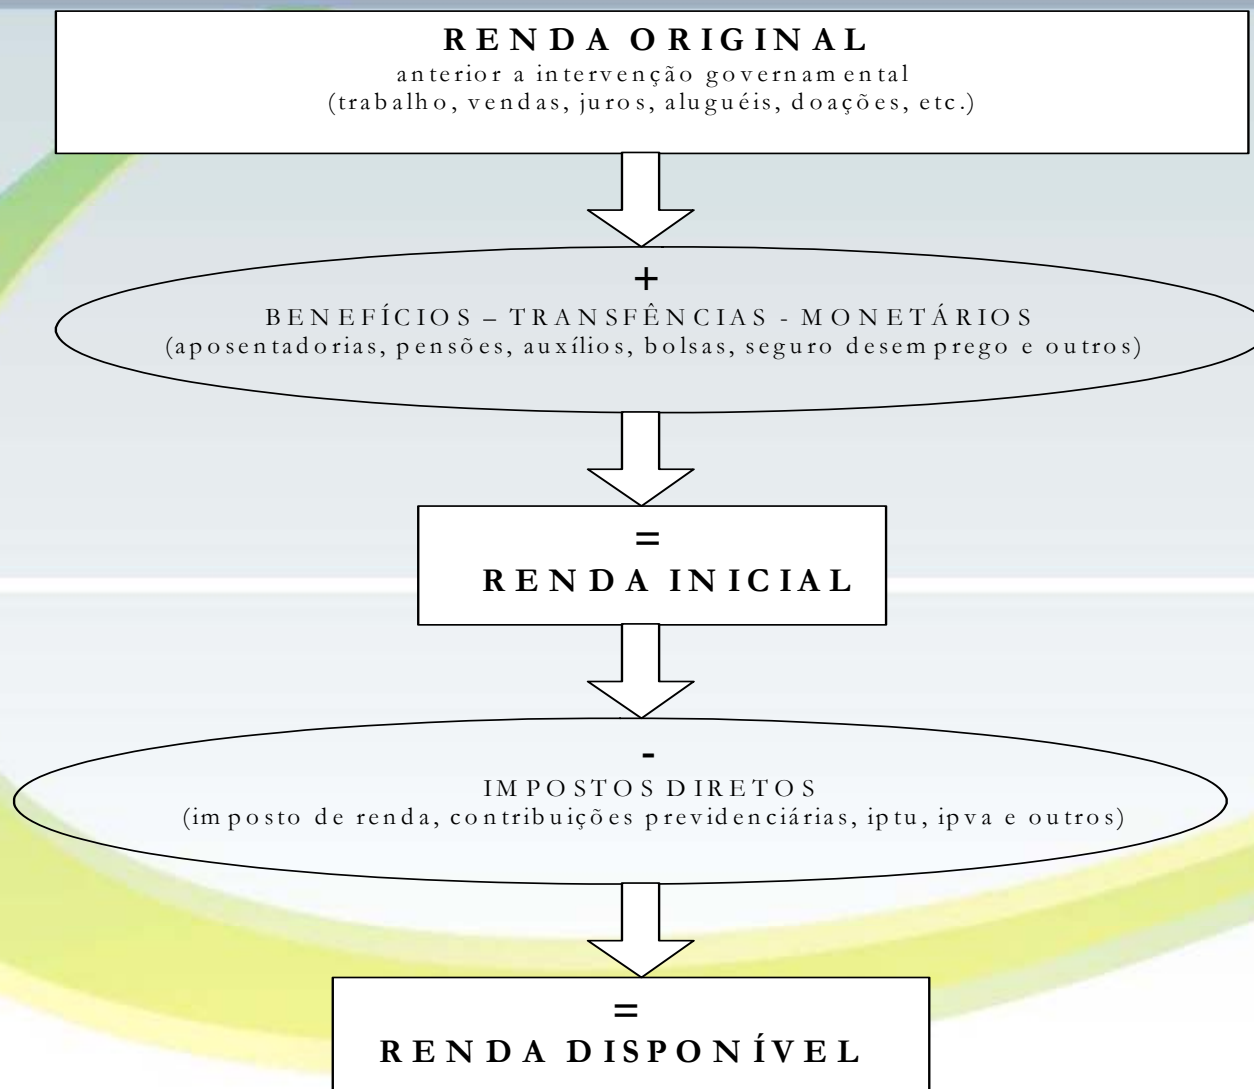 RENDA ORIGINAL
anterior a intervenção governamental
(trabalho, vendas, juros, aluguéis, doações, etc.)
+
BENEFÍCIOS – TRANSFÊNCIAS - MONETÁRIOS
(aposentadorias, pensões, auxílios, bolsas, seguro desemprego e outros)
=
RENDA INICIAL
-
IMPOSTOS DIRETOS
(imposto de renda, contribuições previdenciárias, iptu, ipva e outros)
=
RENDA DISPONÍVEL